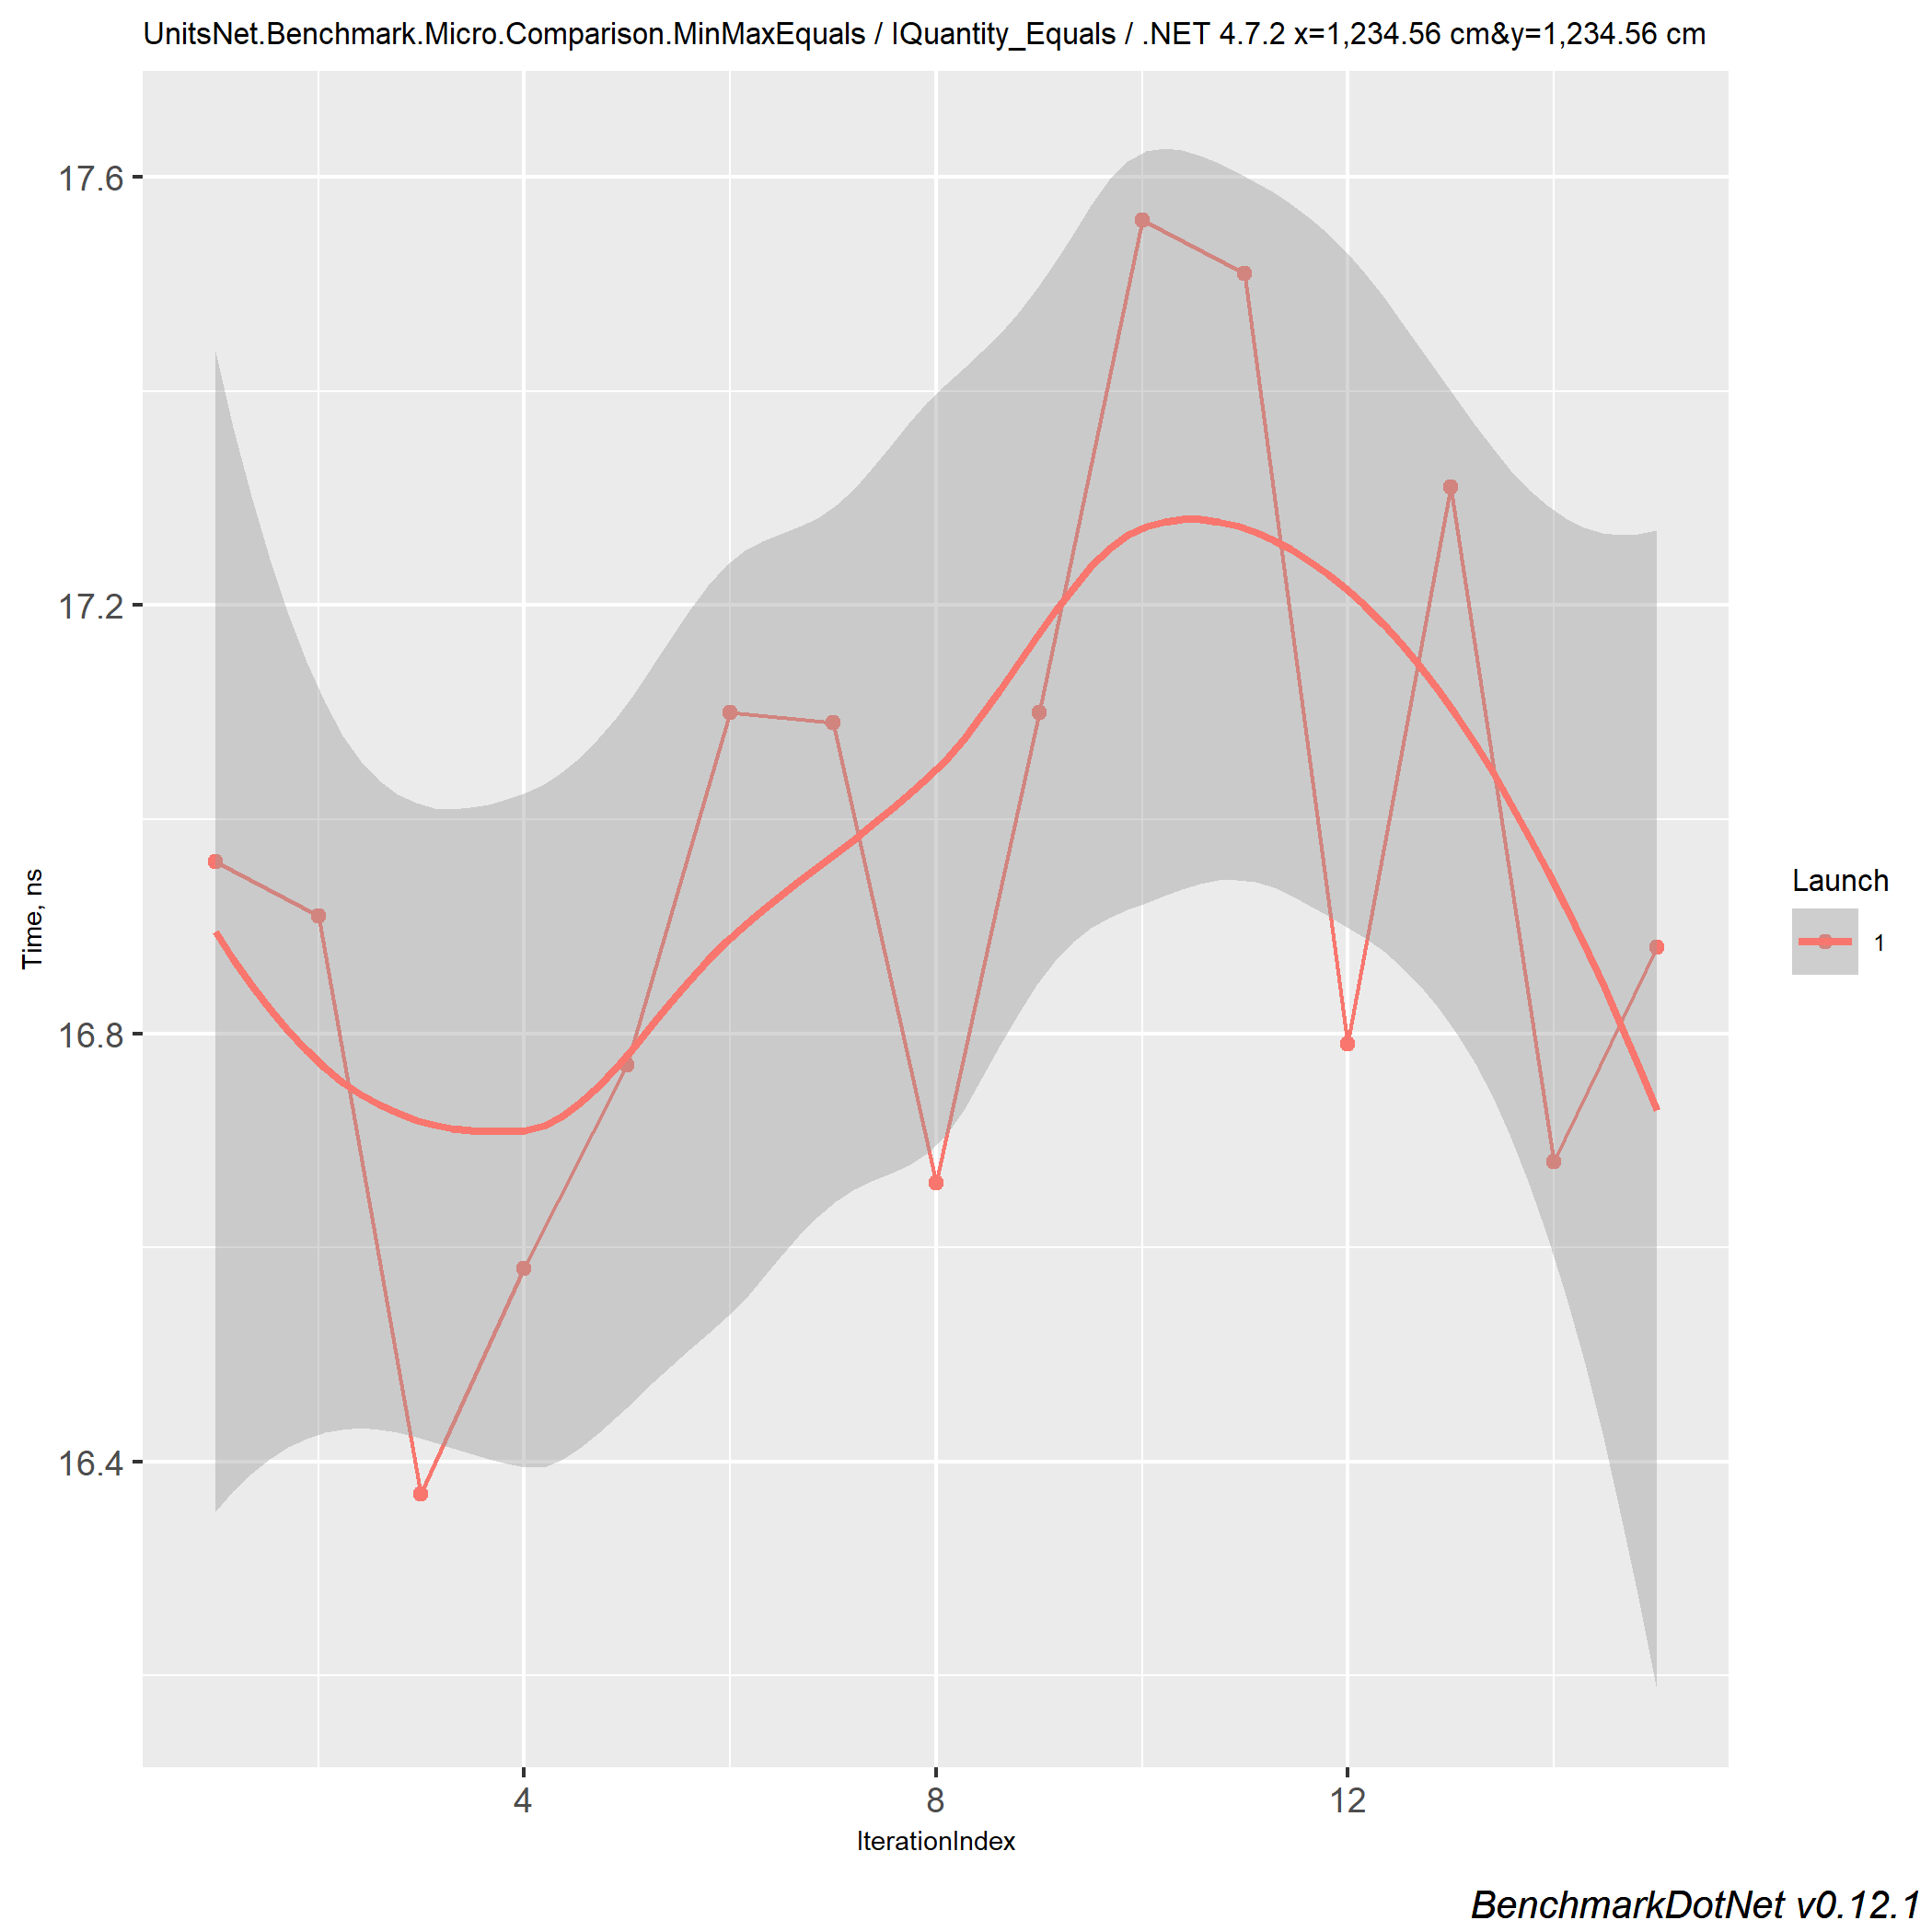 UnitsNet.Benchmark.Micro.Comparison.MinMaxEquals / IQuantity_Equals / .NET 4.7.2 x=1,234.56 cm&y=1,234.56 cm
17.6
17.2
16.8
16.4
Time, ns
4
8
12
IterationIndex
Launch
1
BenchmarkDotNet v0.12.1